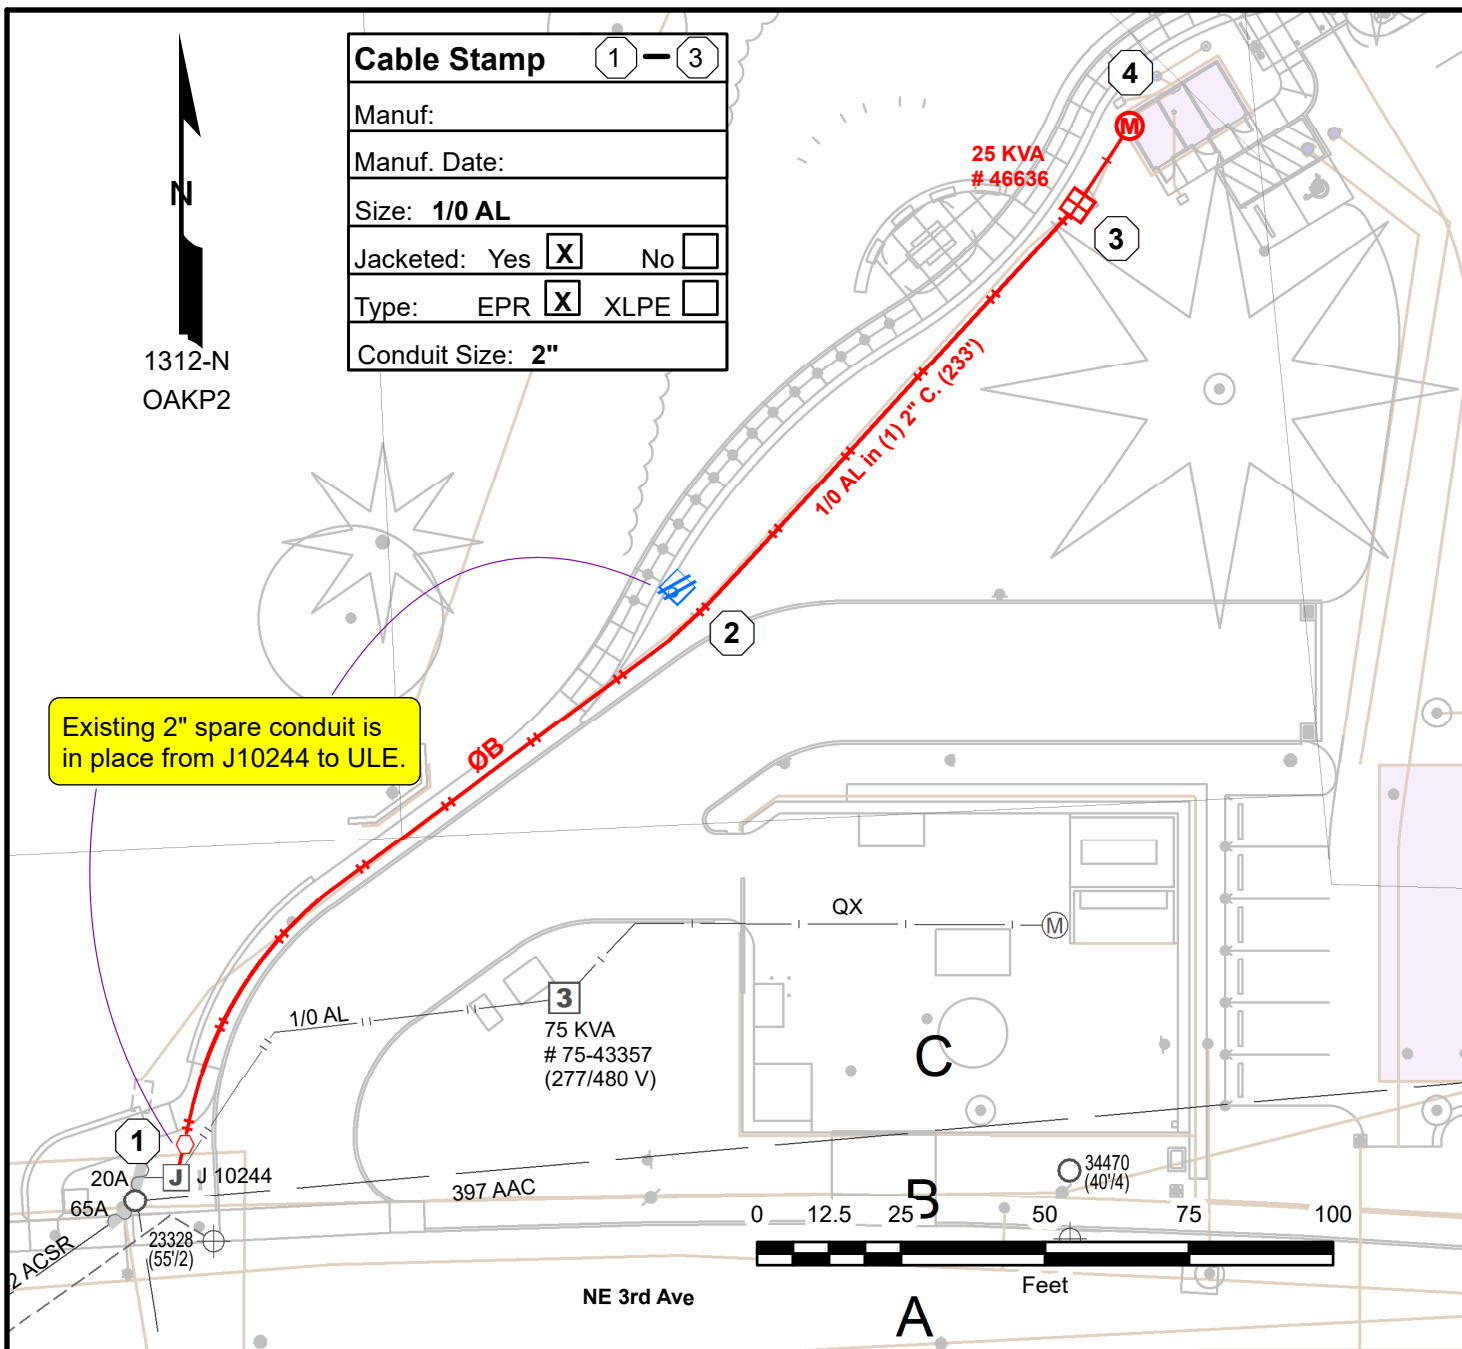 Cable Stamp 1 3
Manuf:
Manuf. Date:
Size: 1/0 AL
Jacketed: Yes X No
Type: EPR X XLPE
Conduit Size: 2"
N
1312-N
OAKP2
4
M
25 KVA
# 46636
3
1/0 AL in (1) 2" C. (233')
2
Existing 2" spare conduit is
in place from J10244 to ULE.
ØB
QX
M
1/0 AL
3
75 KVA
# 75-43357
(277/480 V)
C
1
20A
J
J 10244
65A
397 AAC
34470
(40'/4)
B
23328
(55'/2)
2 ACSR
0 12.5 25 50 75 100
Feet
NE 3rd Ave
A